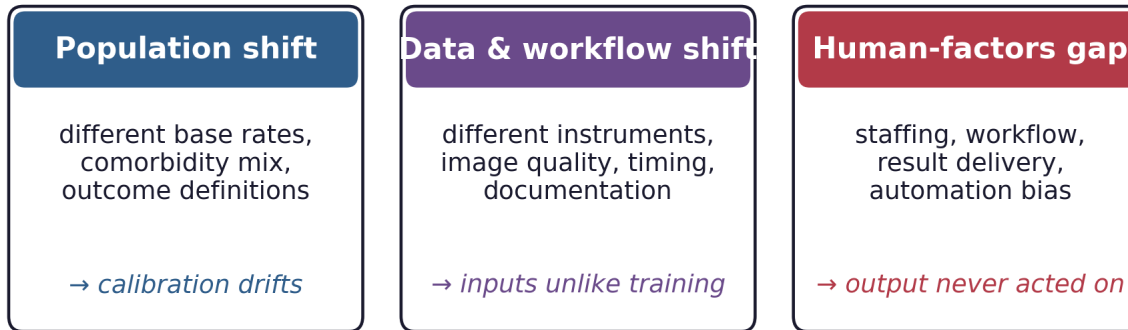 Population shift
different base rates,
comorbidity mix,
outcome definitions
→ calibration drifts
Data & workflow shift
different instruments,
image quality, timing,
documentation
→ inputs unlike training
Human-factors gap
staffing, workflow,
result delivery,
automation bias
→ output never acted on